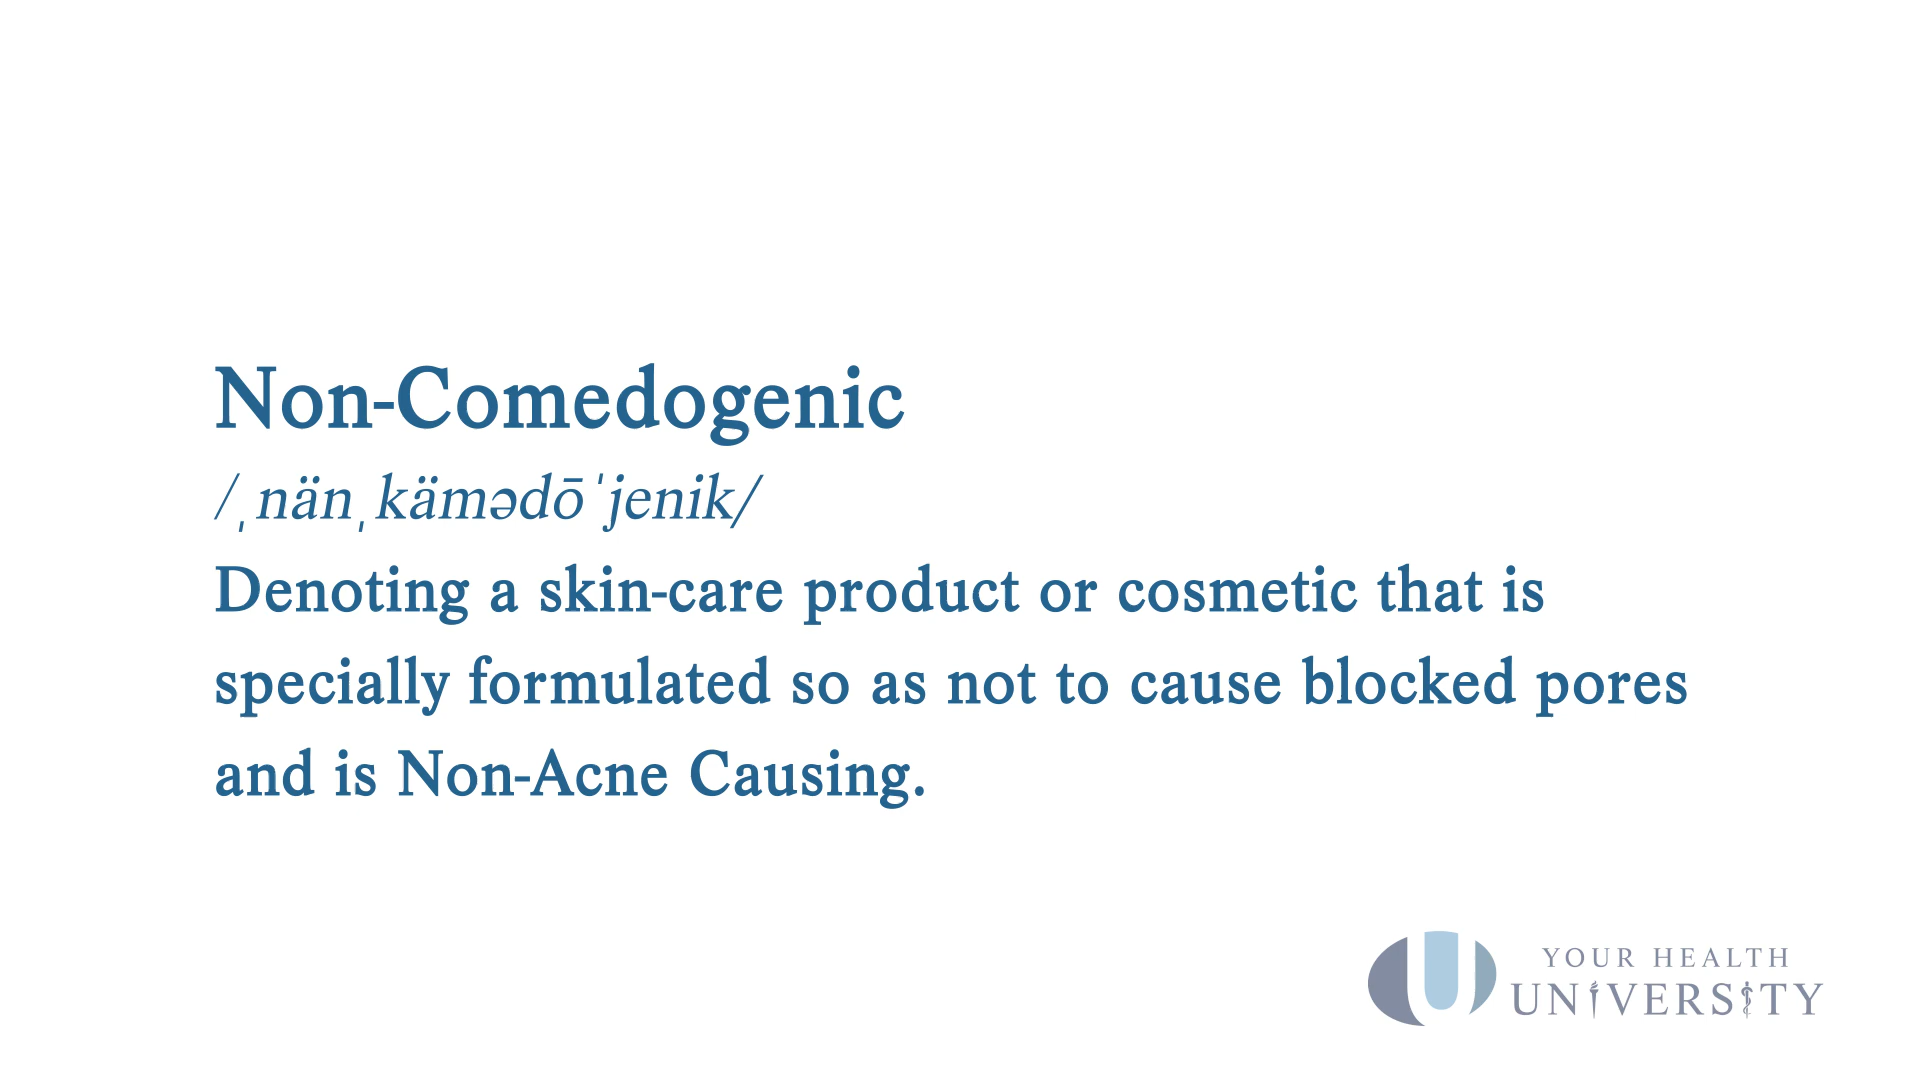 Non-Comedogenic
/ˌnänˌkämədōˈjenik/
Denoting a skin-care product or cosmetic that is
specially formulated so as not to cause blocked pores
and is Non-Acne Causing.
YOUR HEALTH
UNIVERSITY